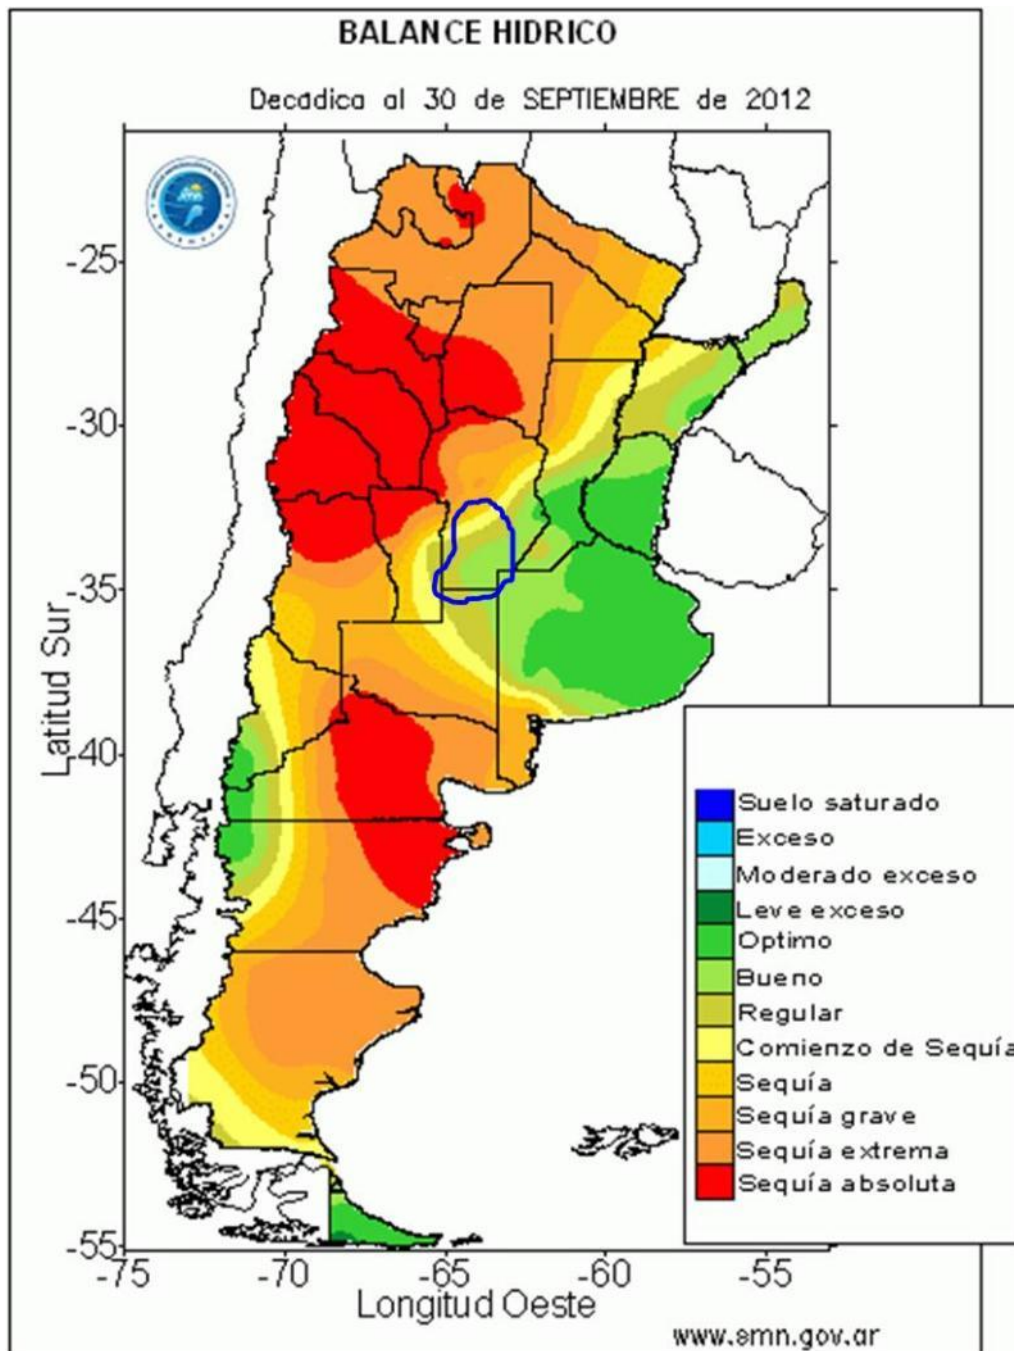 BALANCE HIDRICO
Decádica al 30 de SEPTIEMBRE de 2012
-25
-30
-35
-40
-45
-50
-55
-75 -70 -65 -60 -55
Latitud Sur
Longitud Oeste
Suelo saturado
Exceso
Moderado exceso
Leve exceso
Optimo
Bueno
Regular
Comienzo de Sequía
Sequía
Sequía grave
Sequía extrema
Sequía absoluta
www.smn.gov.ar